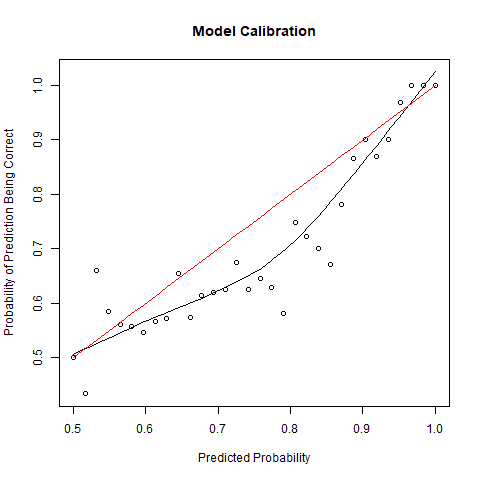 Model Calibration
Probability of Prediction Being Correct
1.0
0.9
0.8
0.7
0.6
0.5
0.5 0.6 0.7 0.8 0.9 1.0
Predicted Probability